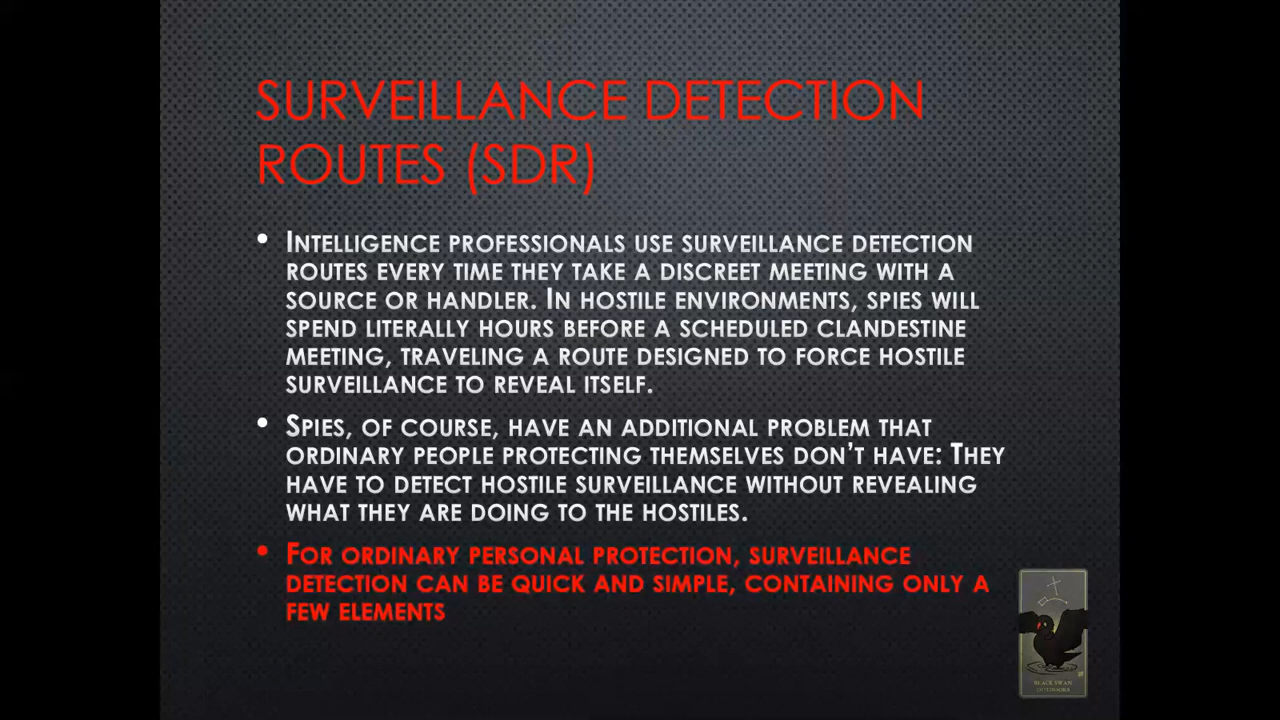 SURVEILLANCE DETECTION
ROUTES (SDR)
• INTELLIGENCE PROFESSIONALS USE SURVEILLANCE DETECTION
ROUTES EVERY TIME THEY TAKE A DISCREET MEETING WITH A
SOURCE OR HANDLER. IN HOSTILE ENVIRONMENTS, SPIES WILL
SPEND LITERALLY HOURS BEFORE A SCHEDULED CLANDESTINE
MEETING, TRAVELING A ROUTE DESIGNED TO FORCE HOSTILE
SURVEILLANCE TO REVEAL ITSELF.
• SPIES, OF COURSE, HAVE AN ADDITIONAL PROBLEM THAT
ORDINARY PEOPLE PROTECTING THEMSELVES DON'T HAVE: THEY
HAVE TO DETECT HOSTILE SURVEILLANCE WITHOUT REVEALING
WHAT THEY ARE DOING TO THE HOSTILES.
• FOR ORDINARY PERSONAL PROTECTION, SURVEILLANCE
DETECTION CAN BE QUICK AND SIMPLE, CONTAINING ONLY A
FEW ELEMENTS
BLACK SWAN